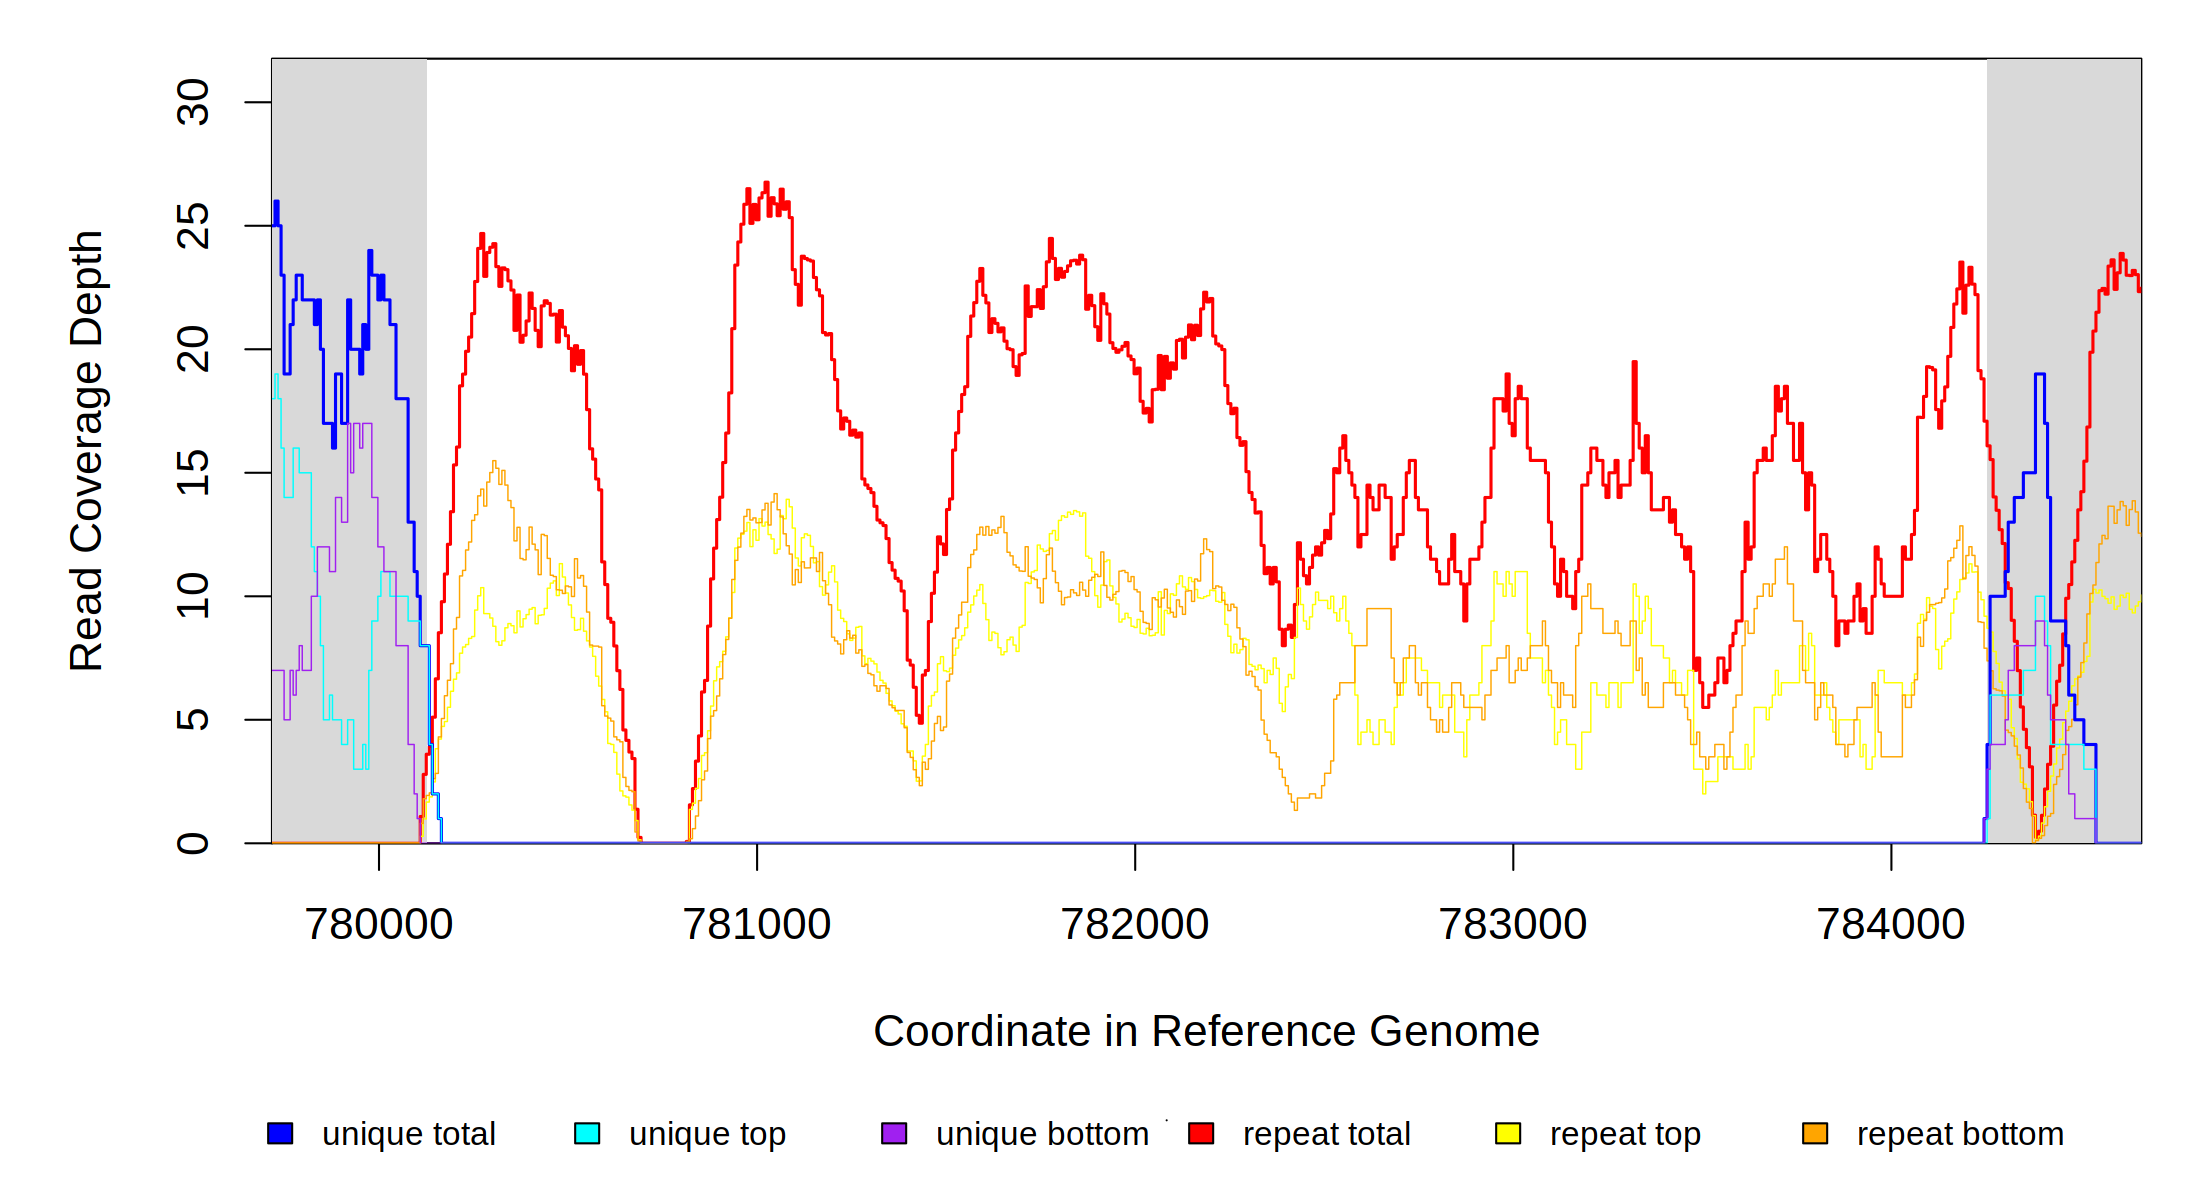 30
25
20
15
10
5
0
Read Coverage Depth
780000 781000 782000 783000 784000
Coordinate in Reference Genome
unique total unique top unique bottom repeat total repeat top repeat bottom